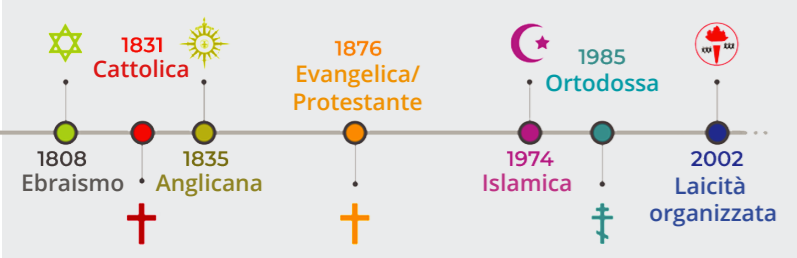 1808
Ebraismo
1831
Cattolica
1835
Anglicana
1876
Evangelica/
Protestante
1974
Islamica
1985
Ortodossa
2002
Laicità
organizzata